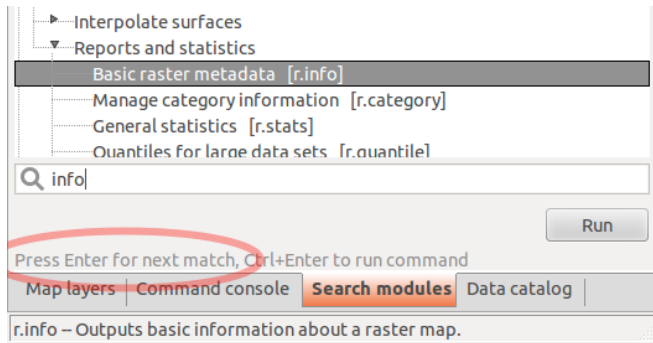 Interpolate surfaces
Reports and statistics
Basic raster metadata [r.info]
Manage category information [r.category]
General statistics [r.stats]
Quantiles for large data sets [r.quantile]
info
Run
Press Enter for next match, Ctrl+Enter to run command
Map layers Command console Search modules Data catalog
r.info – Outputs basic information about a raster map.